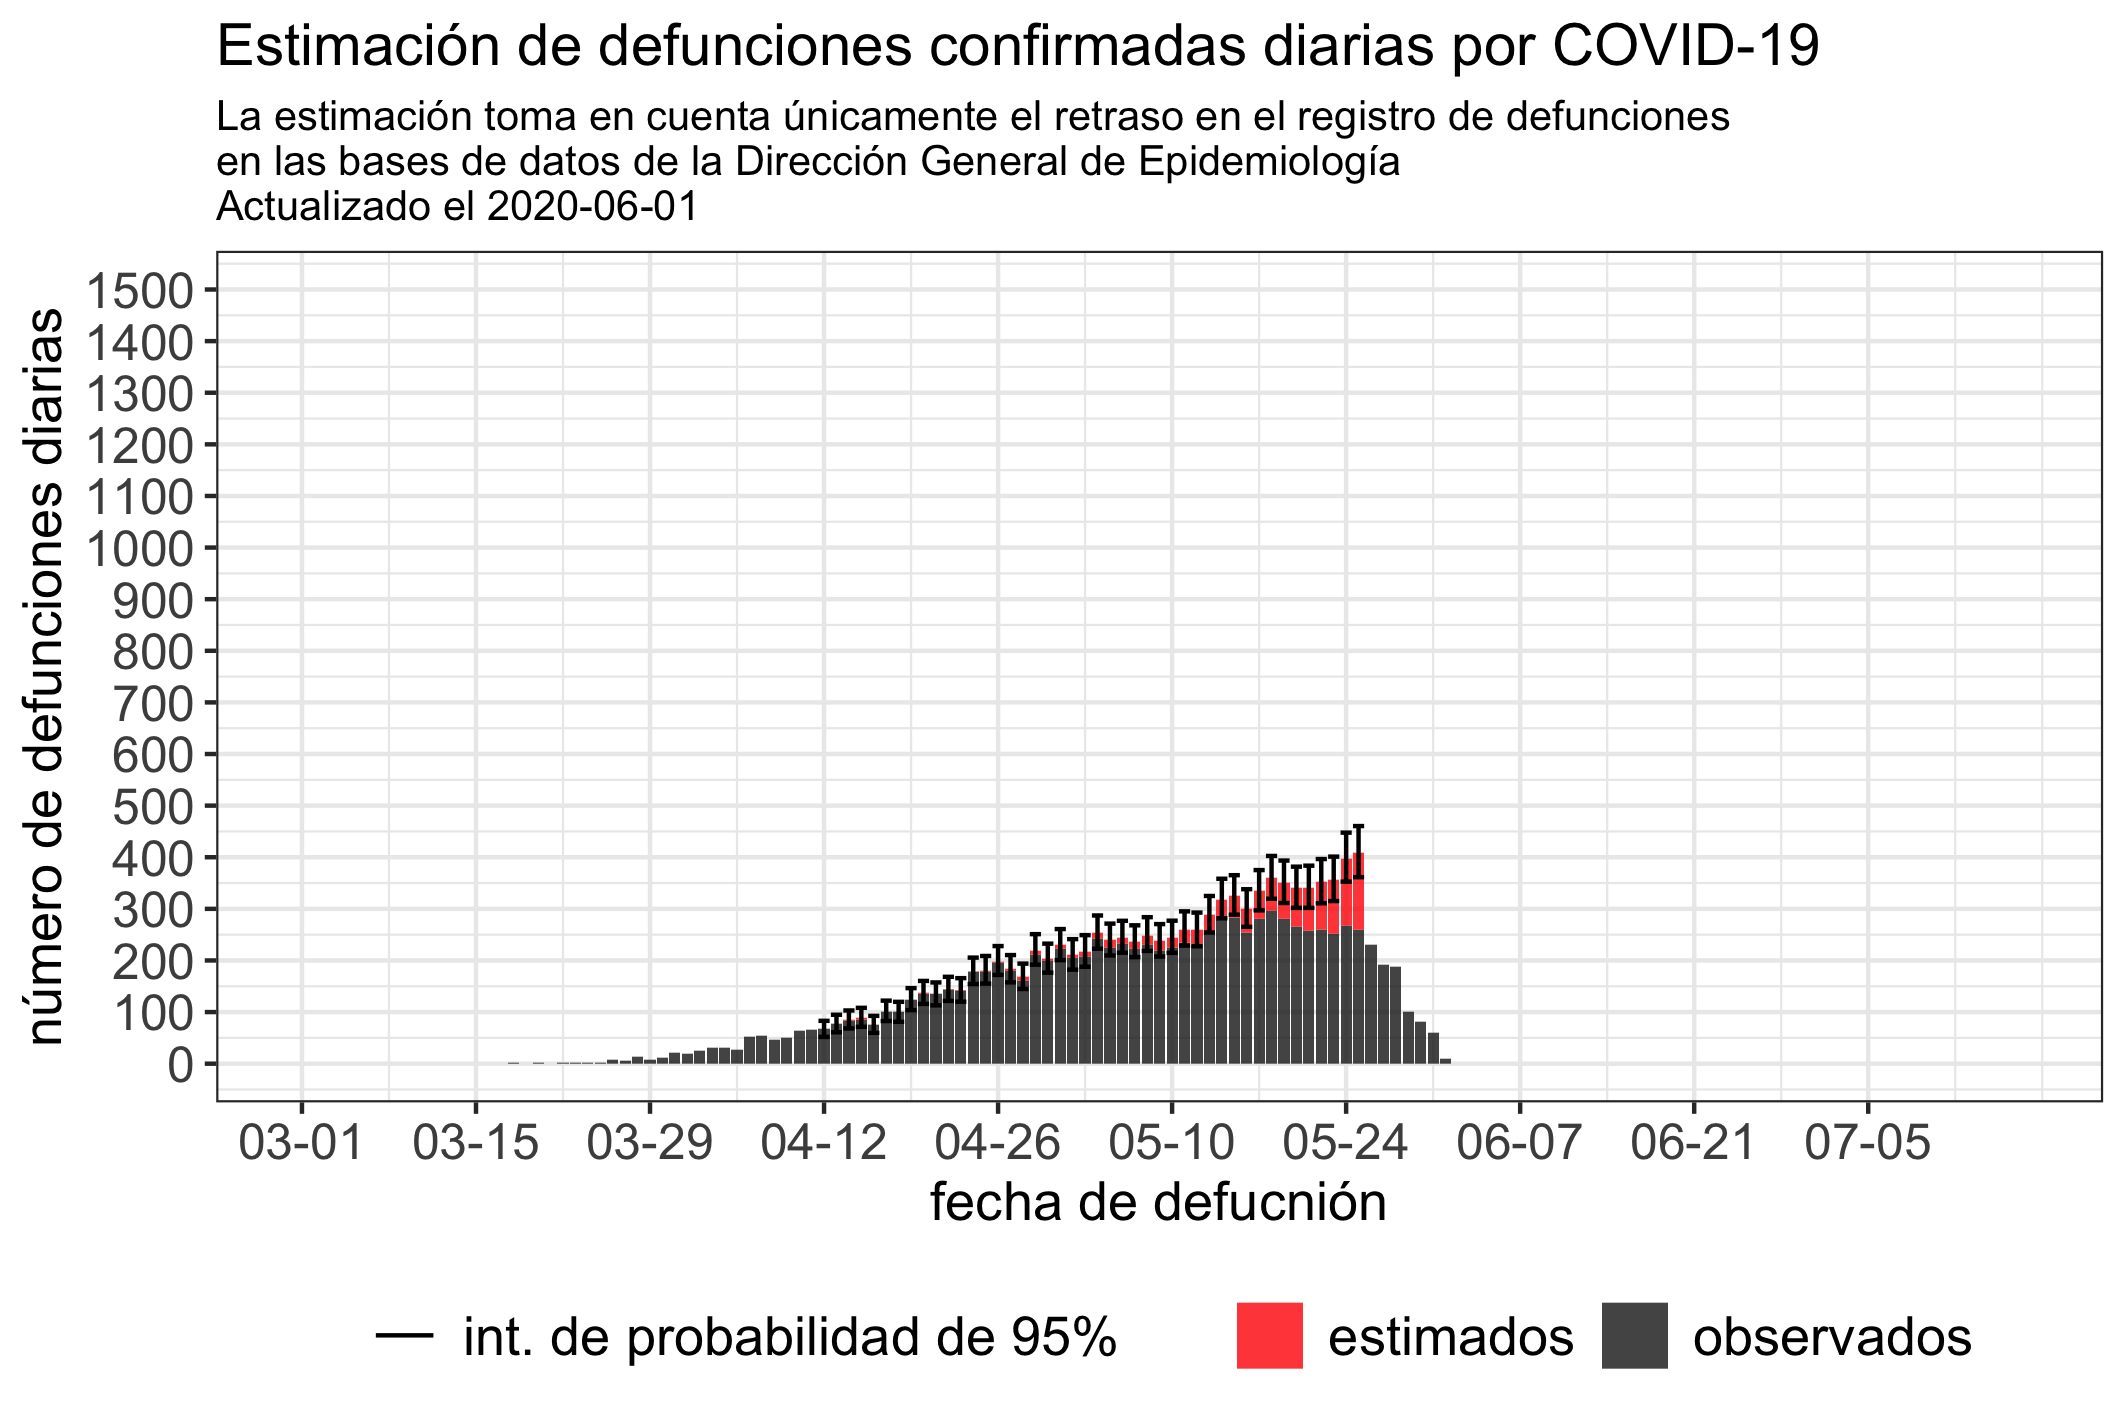 Estimación de defunciones confirmadas diarias por COVID-19
La estimación toma en cuenta únicamente el retraso en el registro de defunciones
en las bases de datos de la Dirección General de Epidemiología
Actualizado el 2020-06-01
número de defunciones diarias
1500
1400
1300
1200
1100
1000
900
800
700
600
500
400
300
200
100
0
03-01 03-15 03-29 04-12 04-26 05-10 05-24 06-07 06-21 07-05
fecha de defucnión
int. de probabilidad de 95% estimados observados